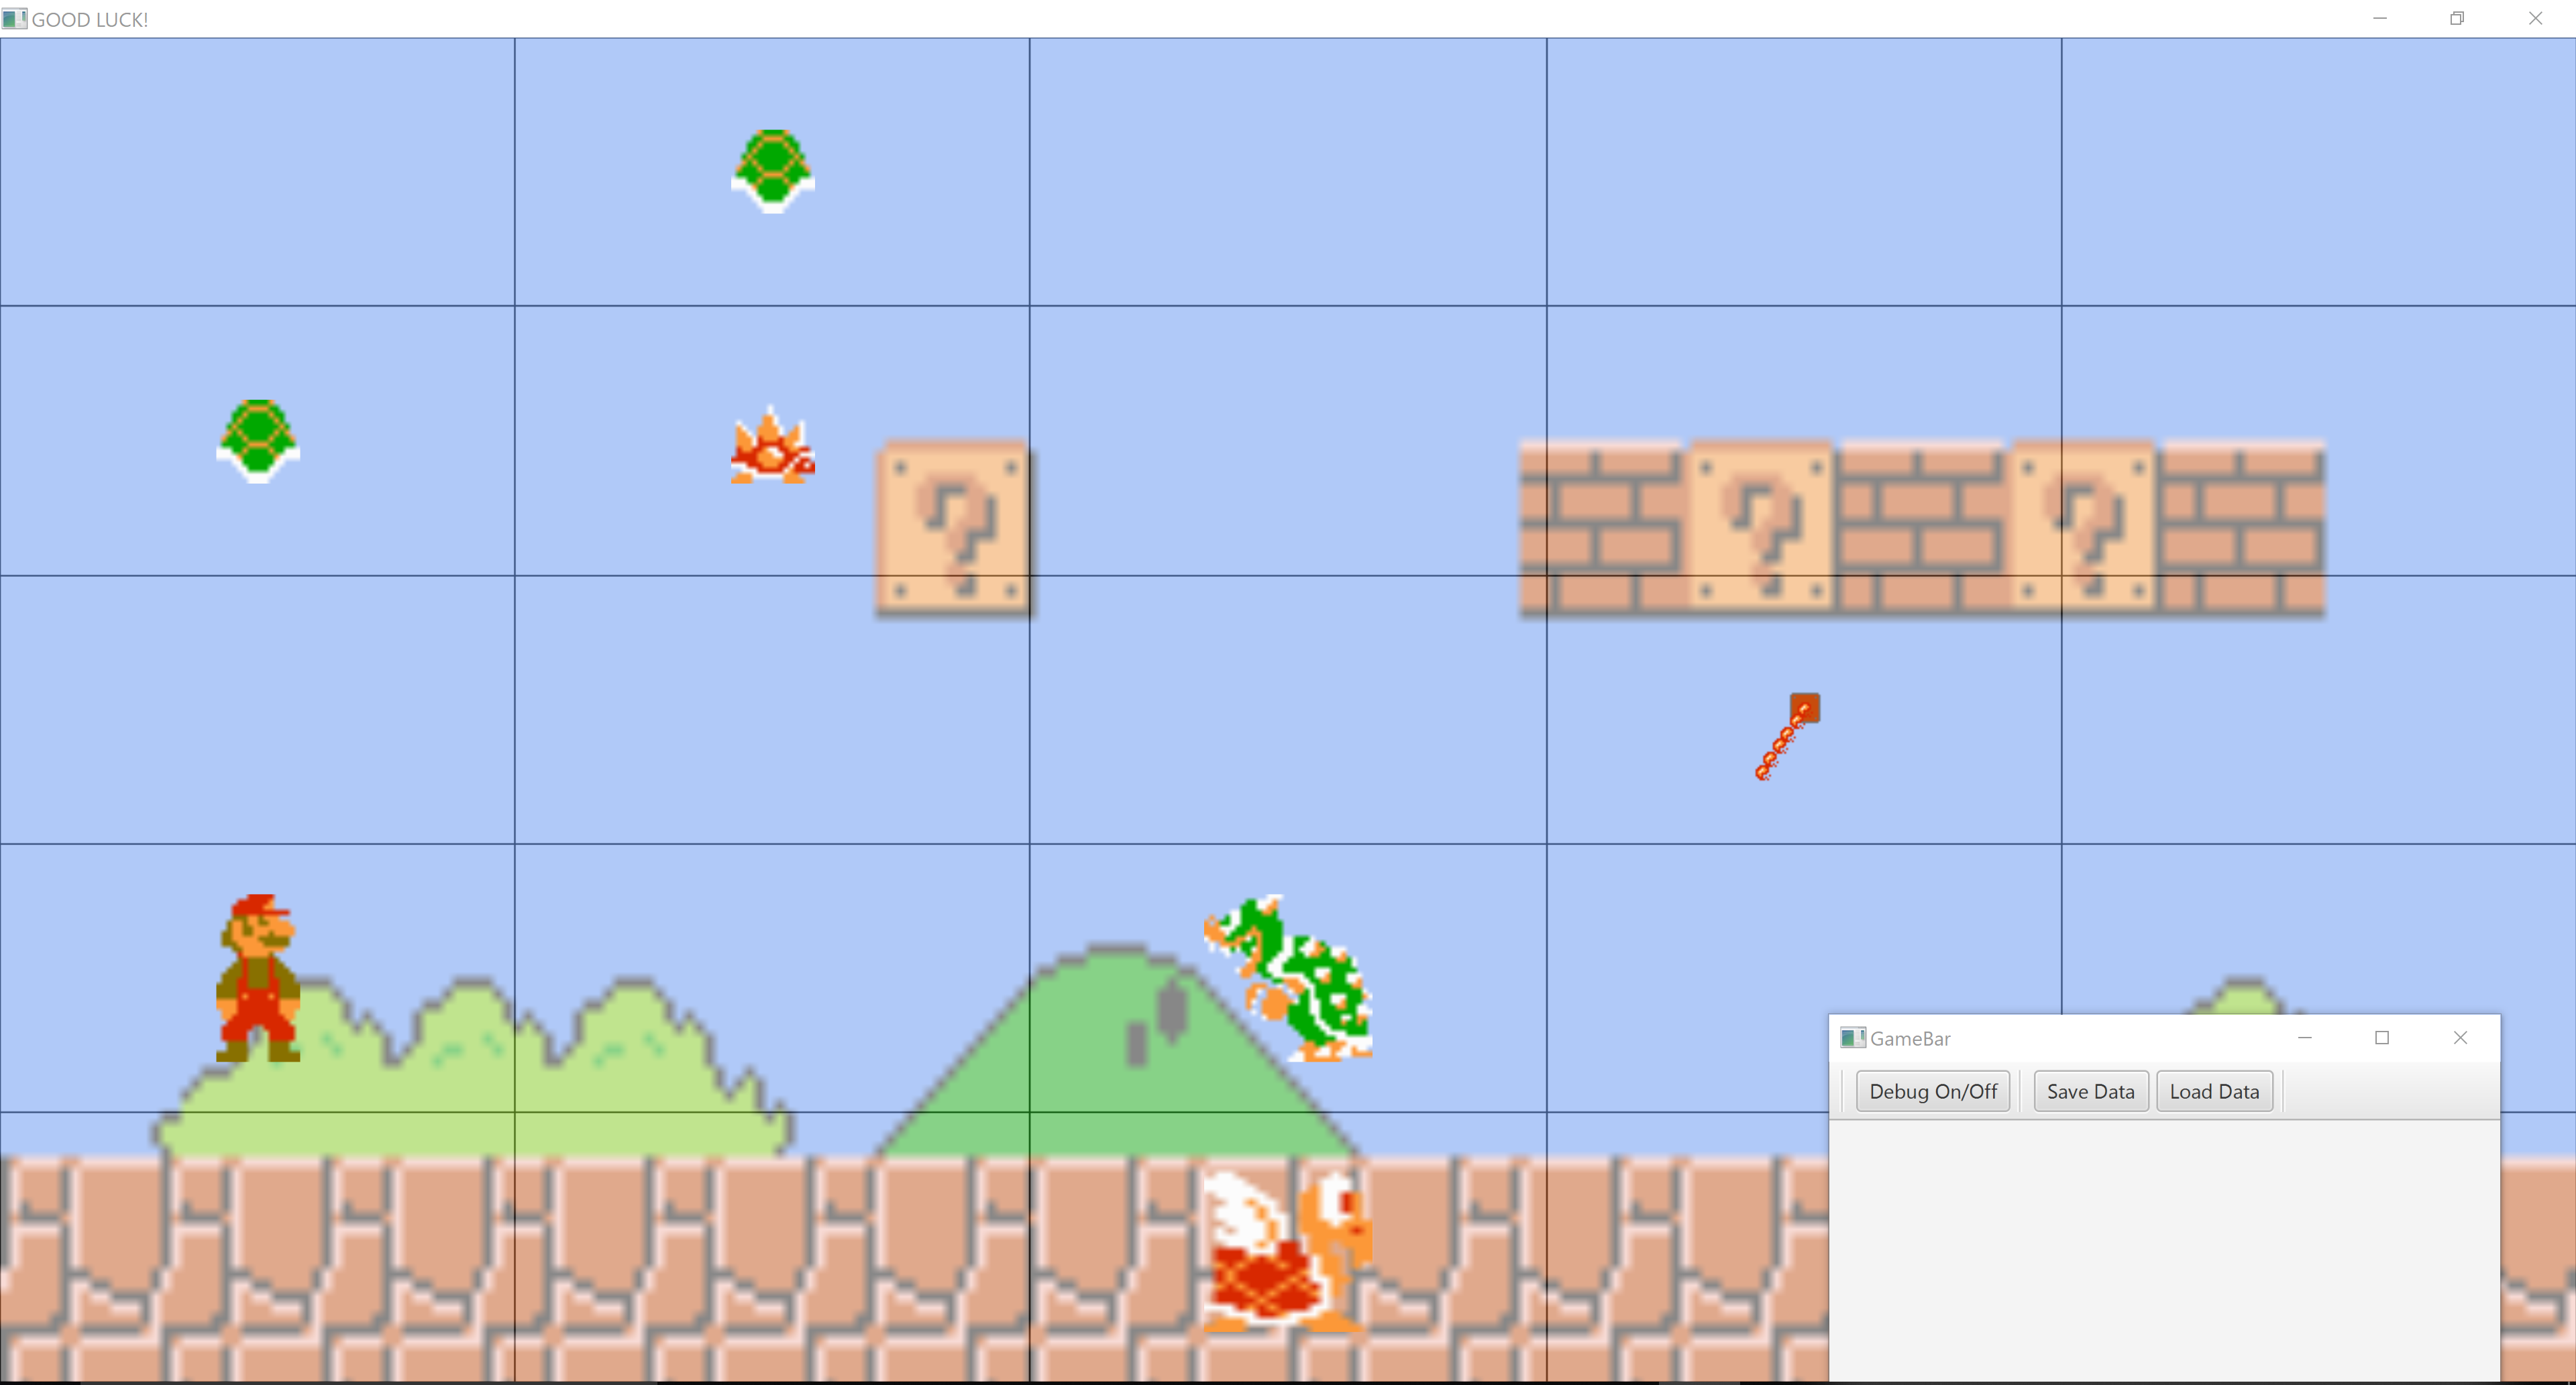 GOOD LUCK!
?
? ?
GameBar
Debug On/Off Save Data Load Data